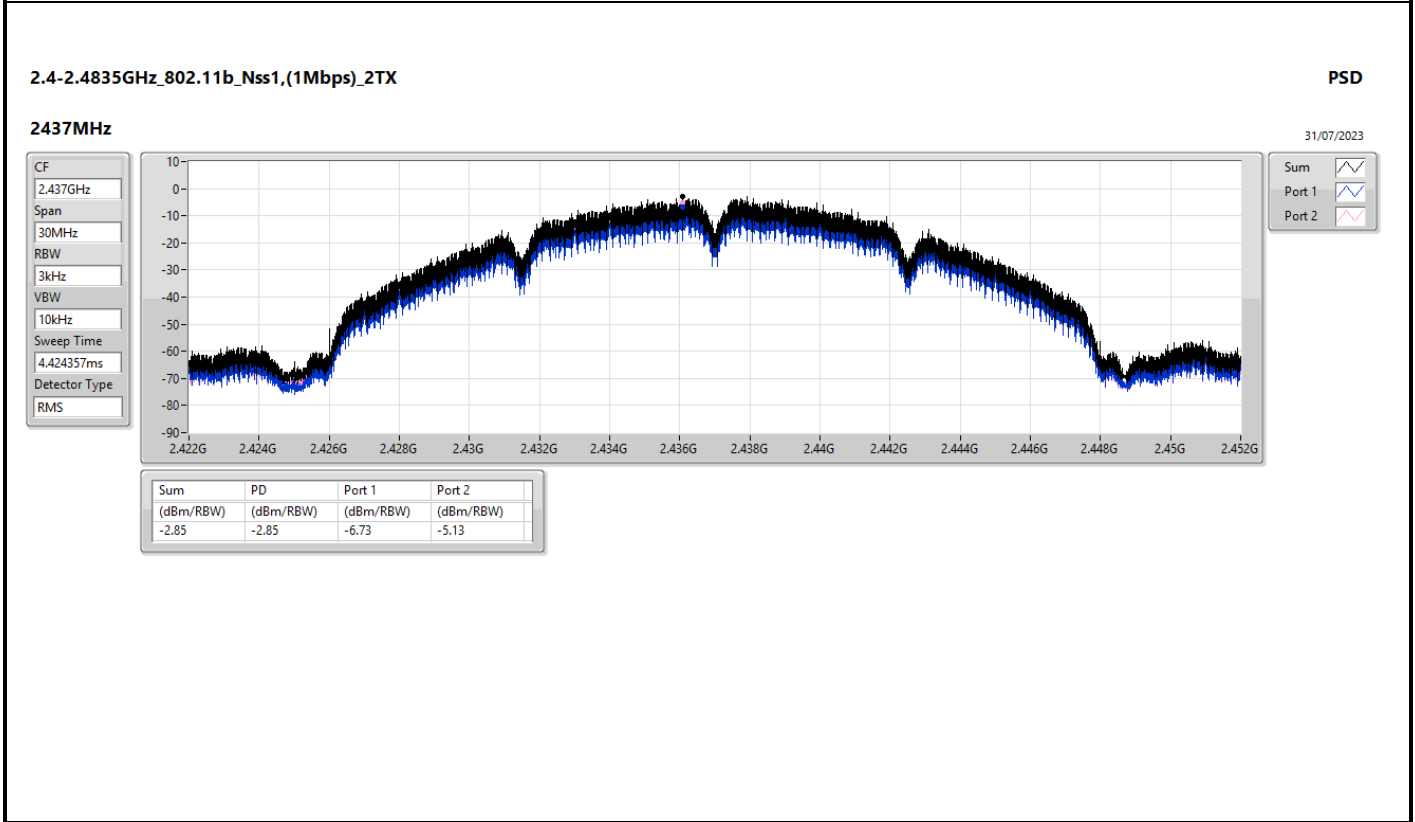 2.4-2.4835GHz_802.11b_Nss1,(1Mbps)_2TX
PSD
2437MHz
31/07/2023
CF
2.437GHz
Span
30MHz
RBW
3kHz
VBW
10kHz
Sweep Time
4.424357ms
Detector Type
RMS
10
0
-10
-20
-30
-40
-50
-60
-70
-80
-90
2.422G 2.424G 2.426G 2.428G 2.43G 2.432G 2.434G 2.436G 2.438G 2.44G 2.442G 2.444G 2.446G 2.448G 2.45G 2.452G
Sum
Port 1
Port 2
Sum PD Port 1 Port 2
(dBm/RBW) (dBm/RBW) (dBm/RBW) (dBm/RBW)
-2.85 -2.85 -6.73 -5.13